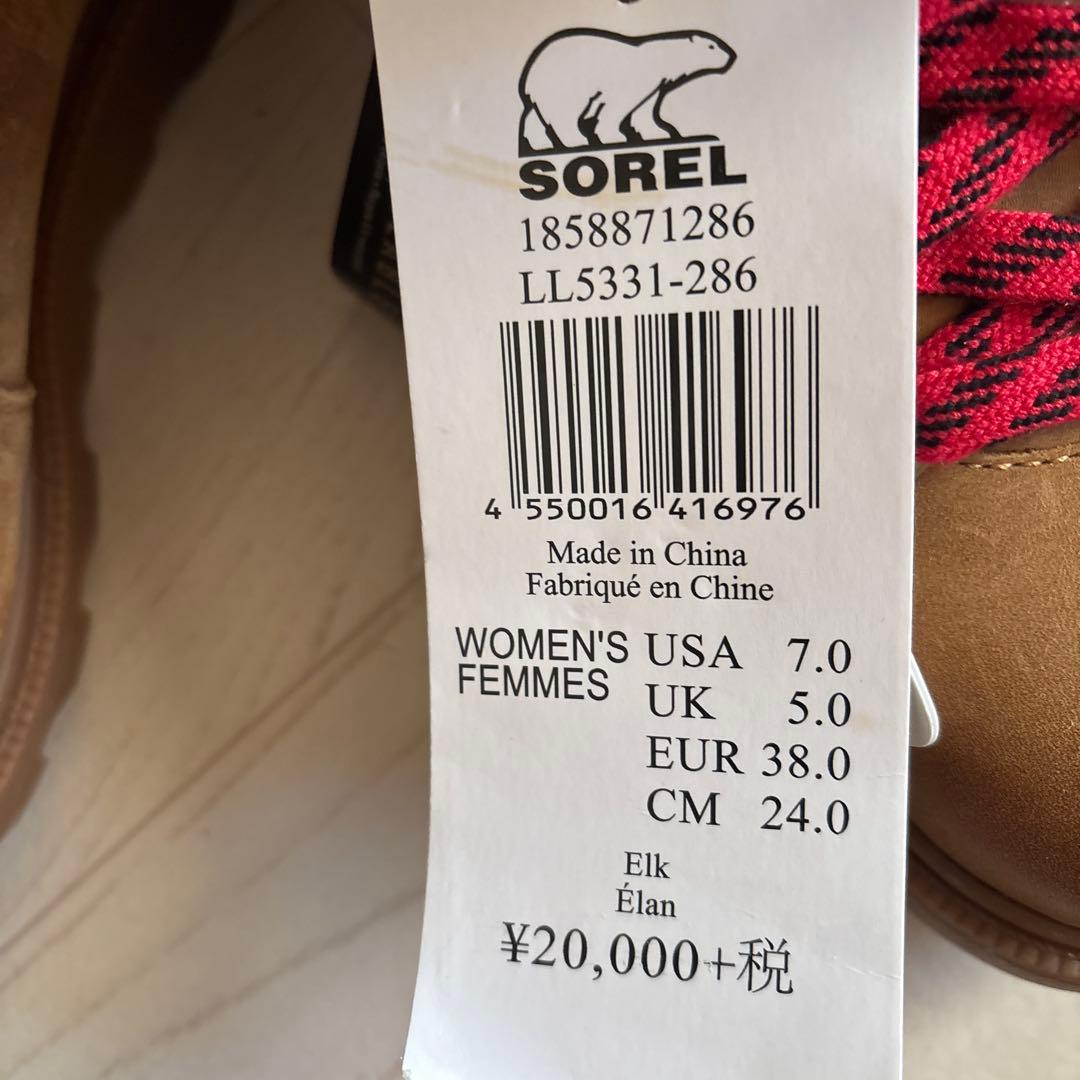 SOREL
1858871286
LL5331-286
4 550016 416976
Made in China
Fabriqué en Chine
WOMEN'S USA 7.0
FEMMES
UK 5.0
EUR 38.0
CM 24.0
Elk
Élan
¥20,000+税